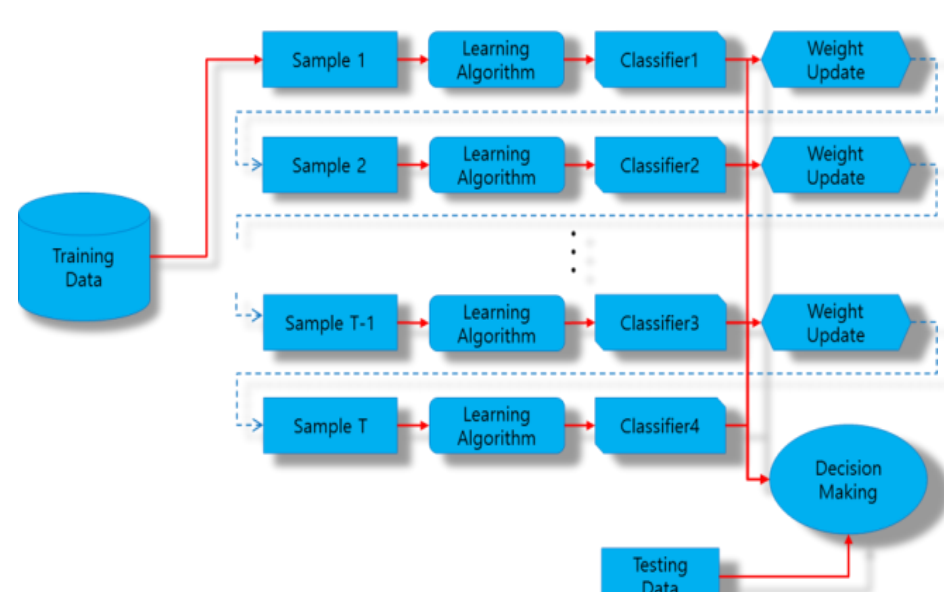 Sample 1
Learning
Algorithm
Classifier1
Weight
Update
Sample 2
Learning
Algorithm
Classifier2
Weight
Update
Training
Data
Sample T-1
Learning
Algorithm
Classifier3
Weight
Update
Sample T
Learning
Algorithm
Classifier4
Decision
Making
Testing
Data